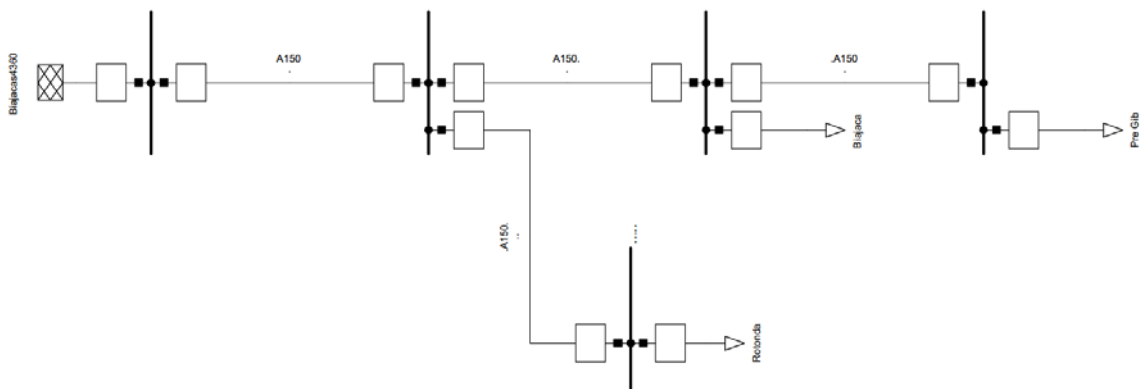 Biajacas4360
A150
.
A150.
.
.A150
.
Biajaca
Pre Gib
.A150.
..
.....
Rotonda